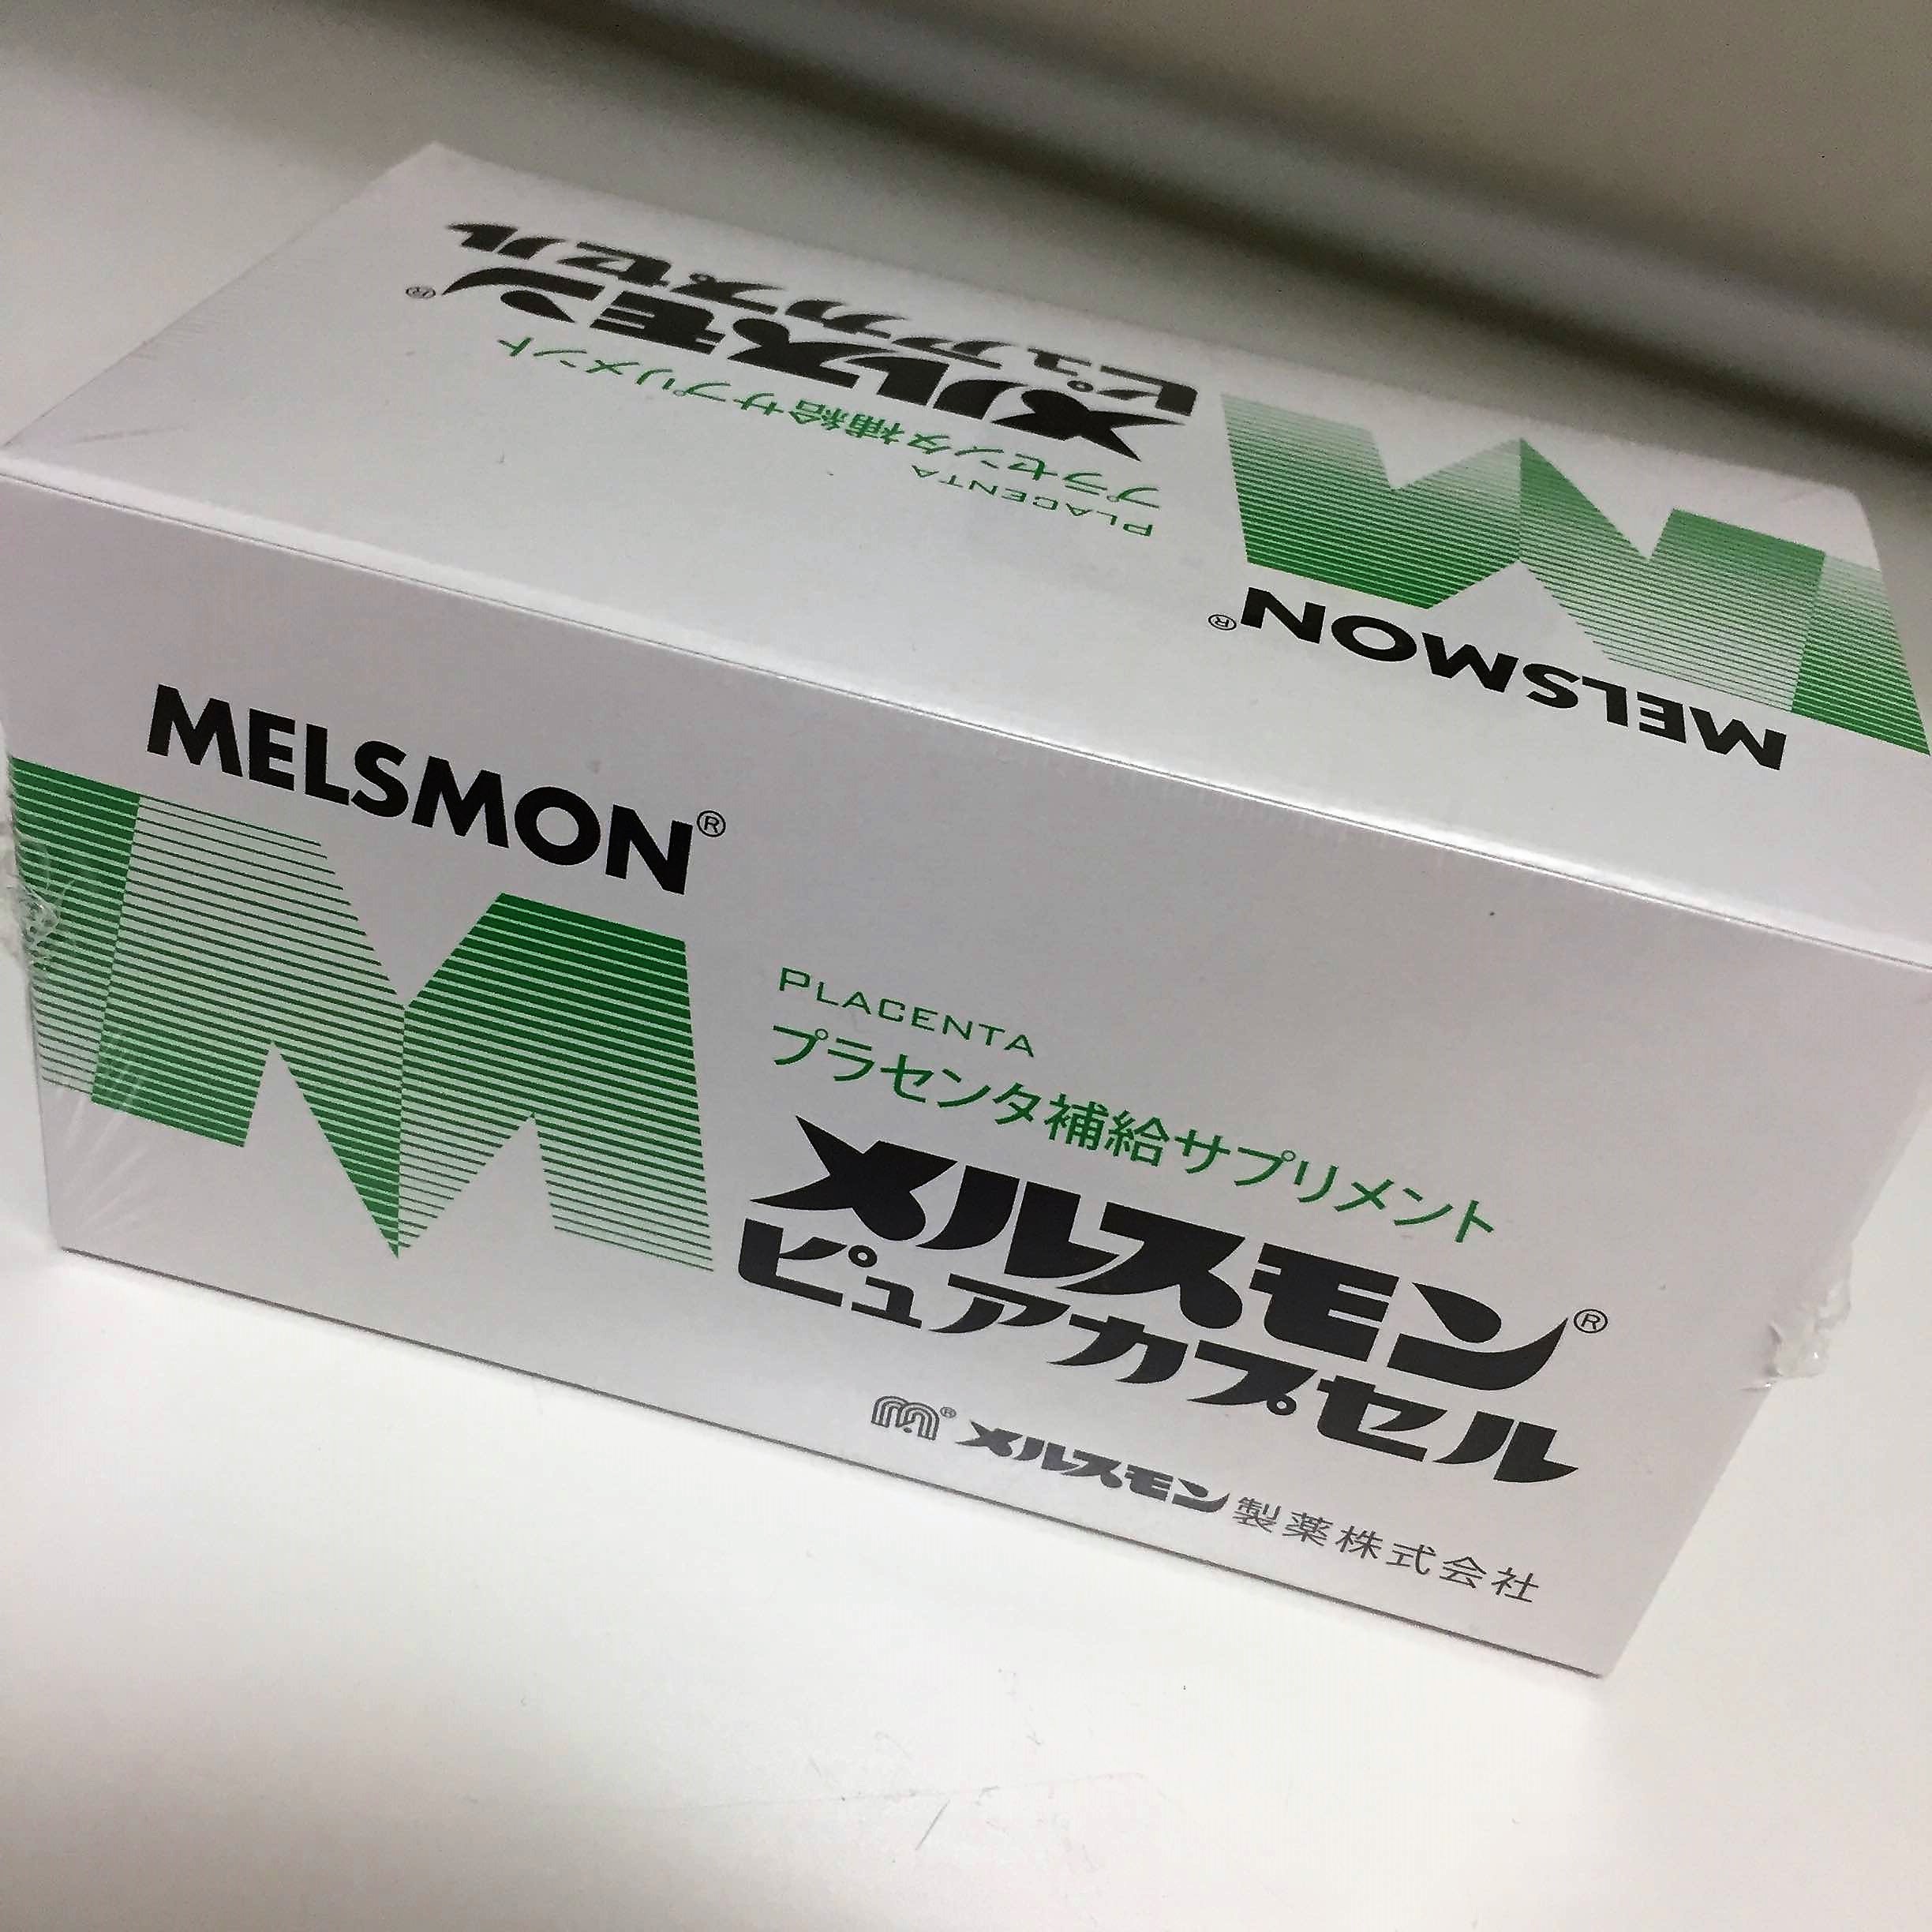 PLACENTA
プラセンタ補給サプリメント
メルスモン®
ピュアカプセル
MELSMON®
MELSMON®
PLACENTA
プラセンタ補給サプリメント
メルスモン®
ピュアカプセル
m® メルスモン製薬株式会社